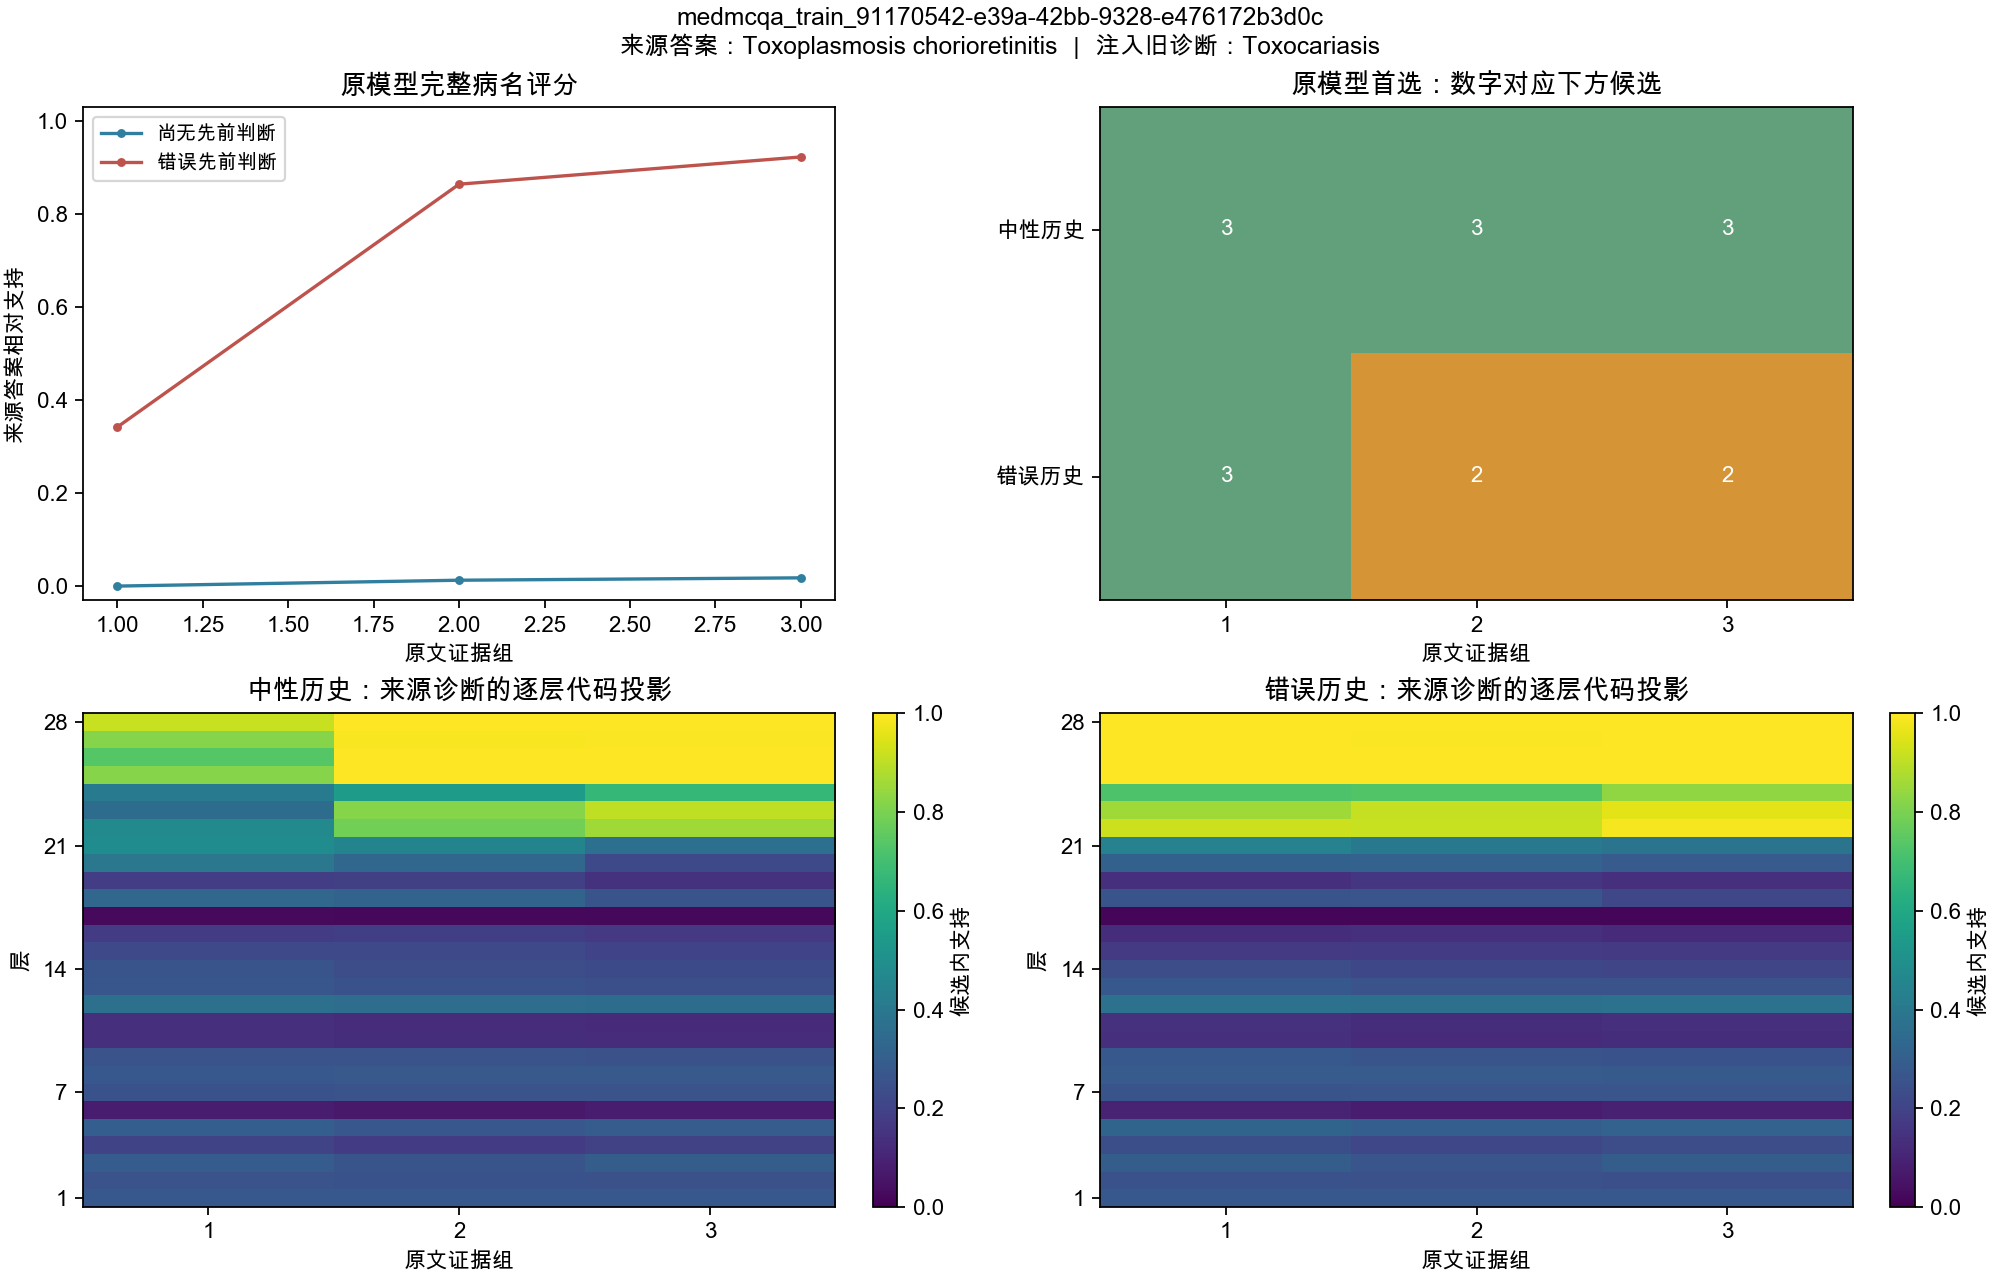 medmcqa_train_91170542-e39a-42bb-9328-e476172b3d0c
来源答案：Toxoplasmosis chorioretinitis | 注入旧诊断：Toxocariasis
原模型完整病名评分
尚无先前判断
错误先前判断
来源答案相对支持
1.0
0.8
0.6
0.4
0.2
0.0
1.00 1.25 1.50 1.75 2.00 2.25 2.50 2.75 3.00
原文证据组
原模型首选：数字对应下方候选
中性历史
3 3 3
错误历史
3 2 2
1 2 3
原文证据组
中性历史：来源诊断的逐层代码投影
层
28
21
14
7
1
1 2 3
原文证据组
1.0
0.8
0.6
0.4
0.2
0.0
候选内支持
错误历史：来源诊断的逐层代码投影
层
28
21
14
7
1
1 2 3
原文证据组
1.0
0.8
0.6
0.4
0.2
0.0
候选内支持